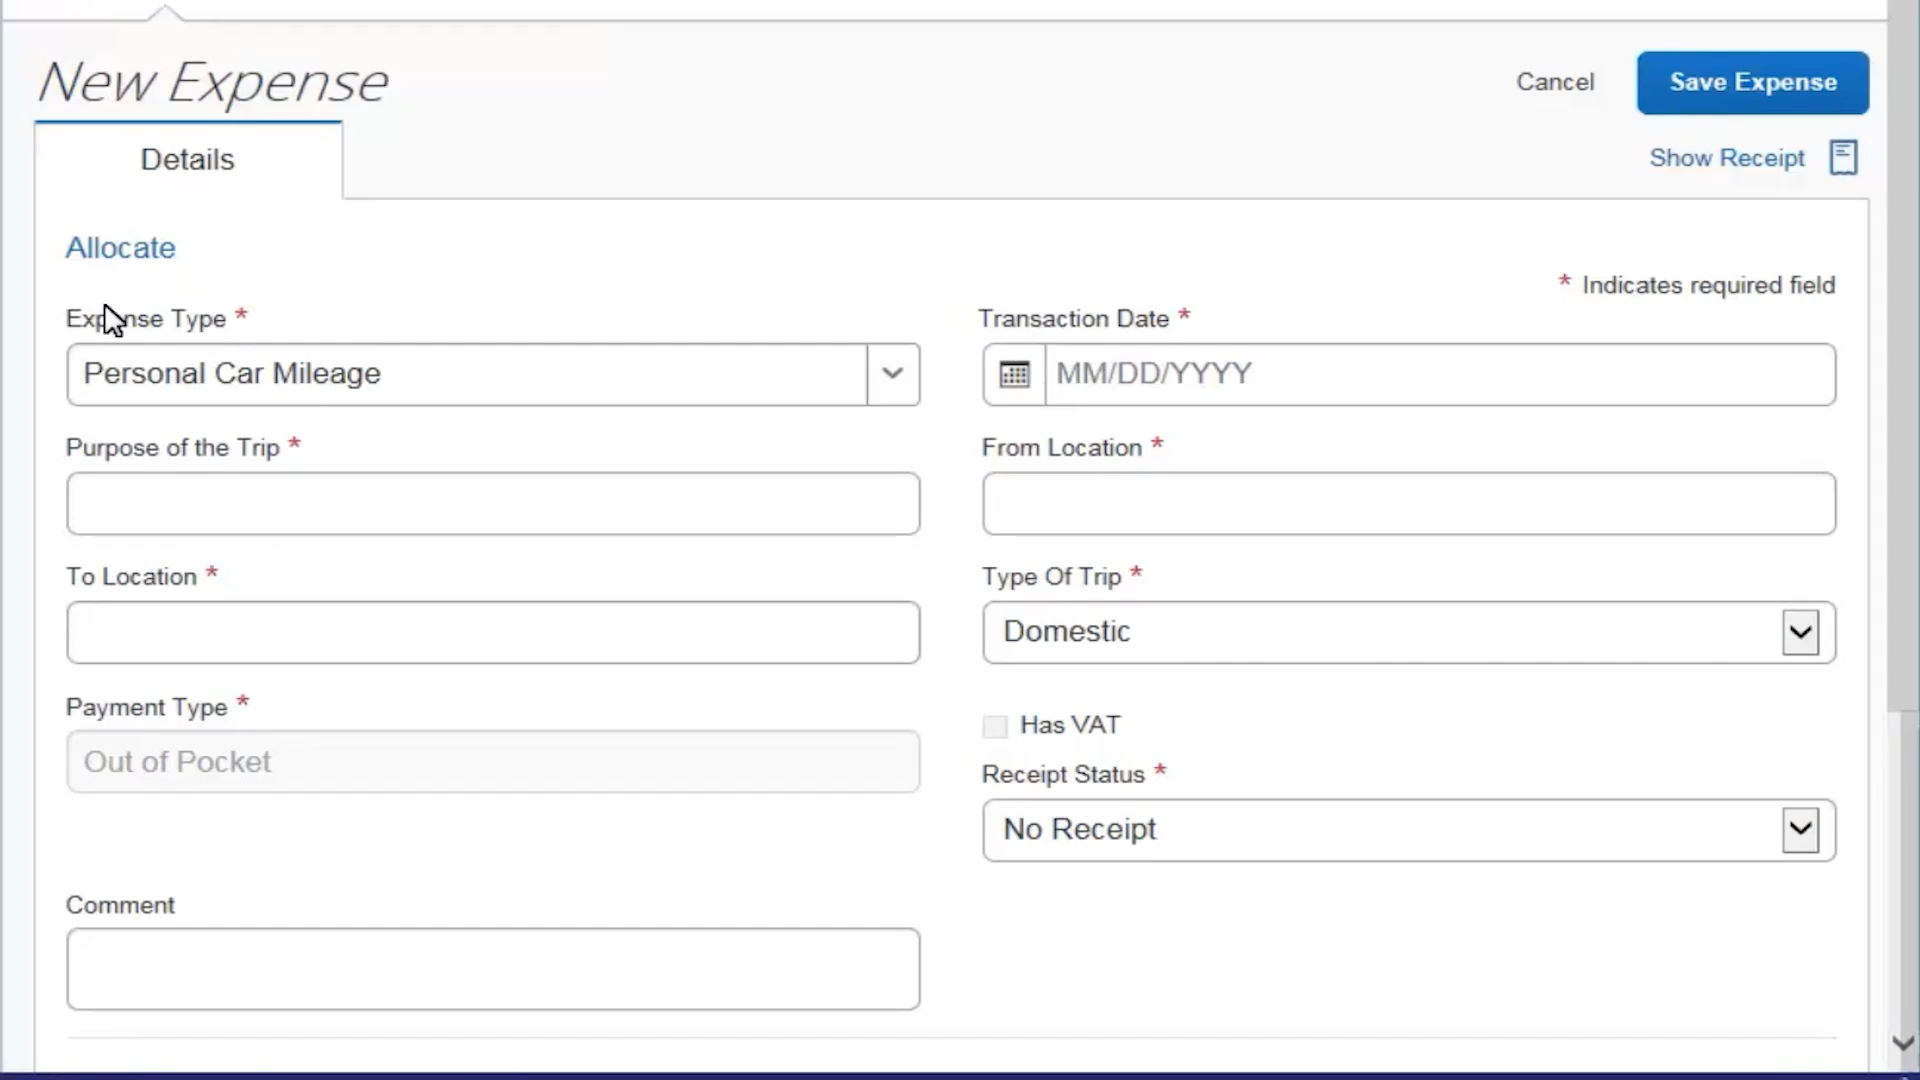 New Expense
Cancel
Save Expense
Details
Show Receipt
Allocate
* Indicates required field
Expense Type *
Transaction Date *
Personal Car Mileage
MM/DD/YYYY
Purpose of the Trip *
From Location *
To Location *
Type Of Trip *
Domestic
Payment Type *
Has VAT
Out of Pocket
Receipt Status *
No Receipt
Comment